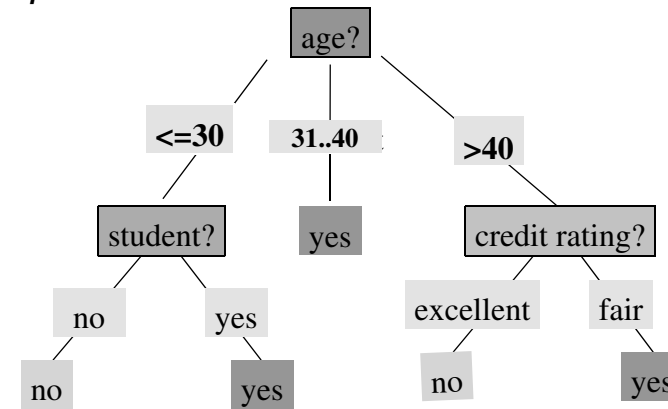 age?
<=30
31..40
>40
student?
yes
credit rating?
no
yes
excellent
fair
no
yes
no
yes